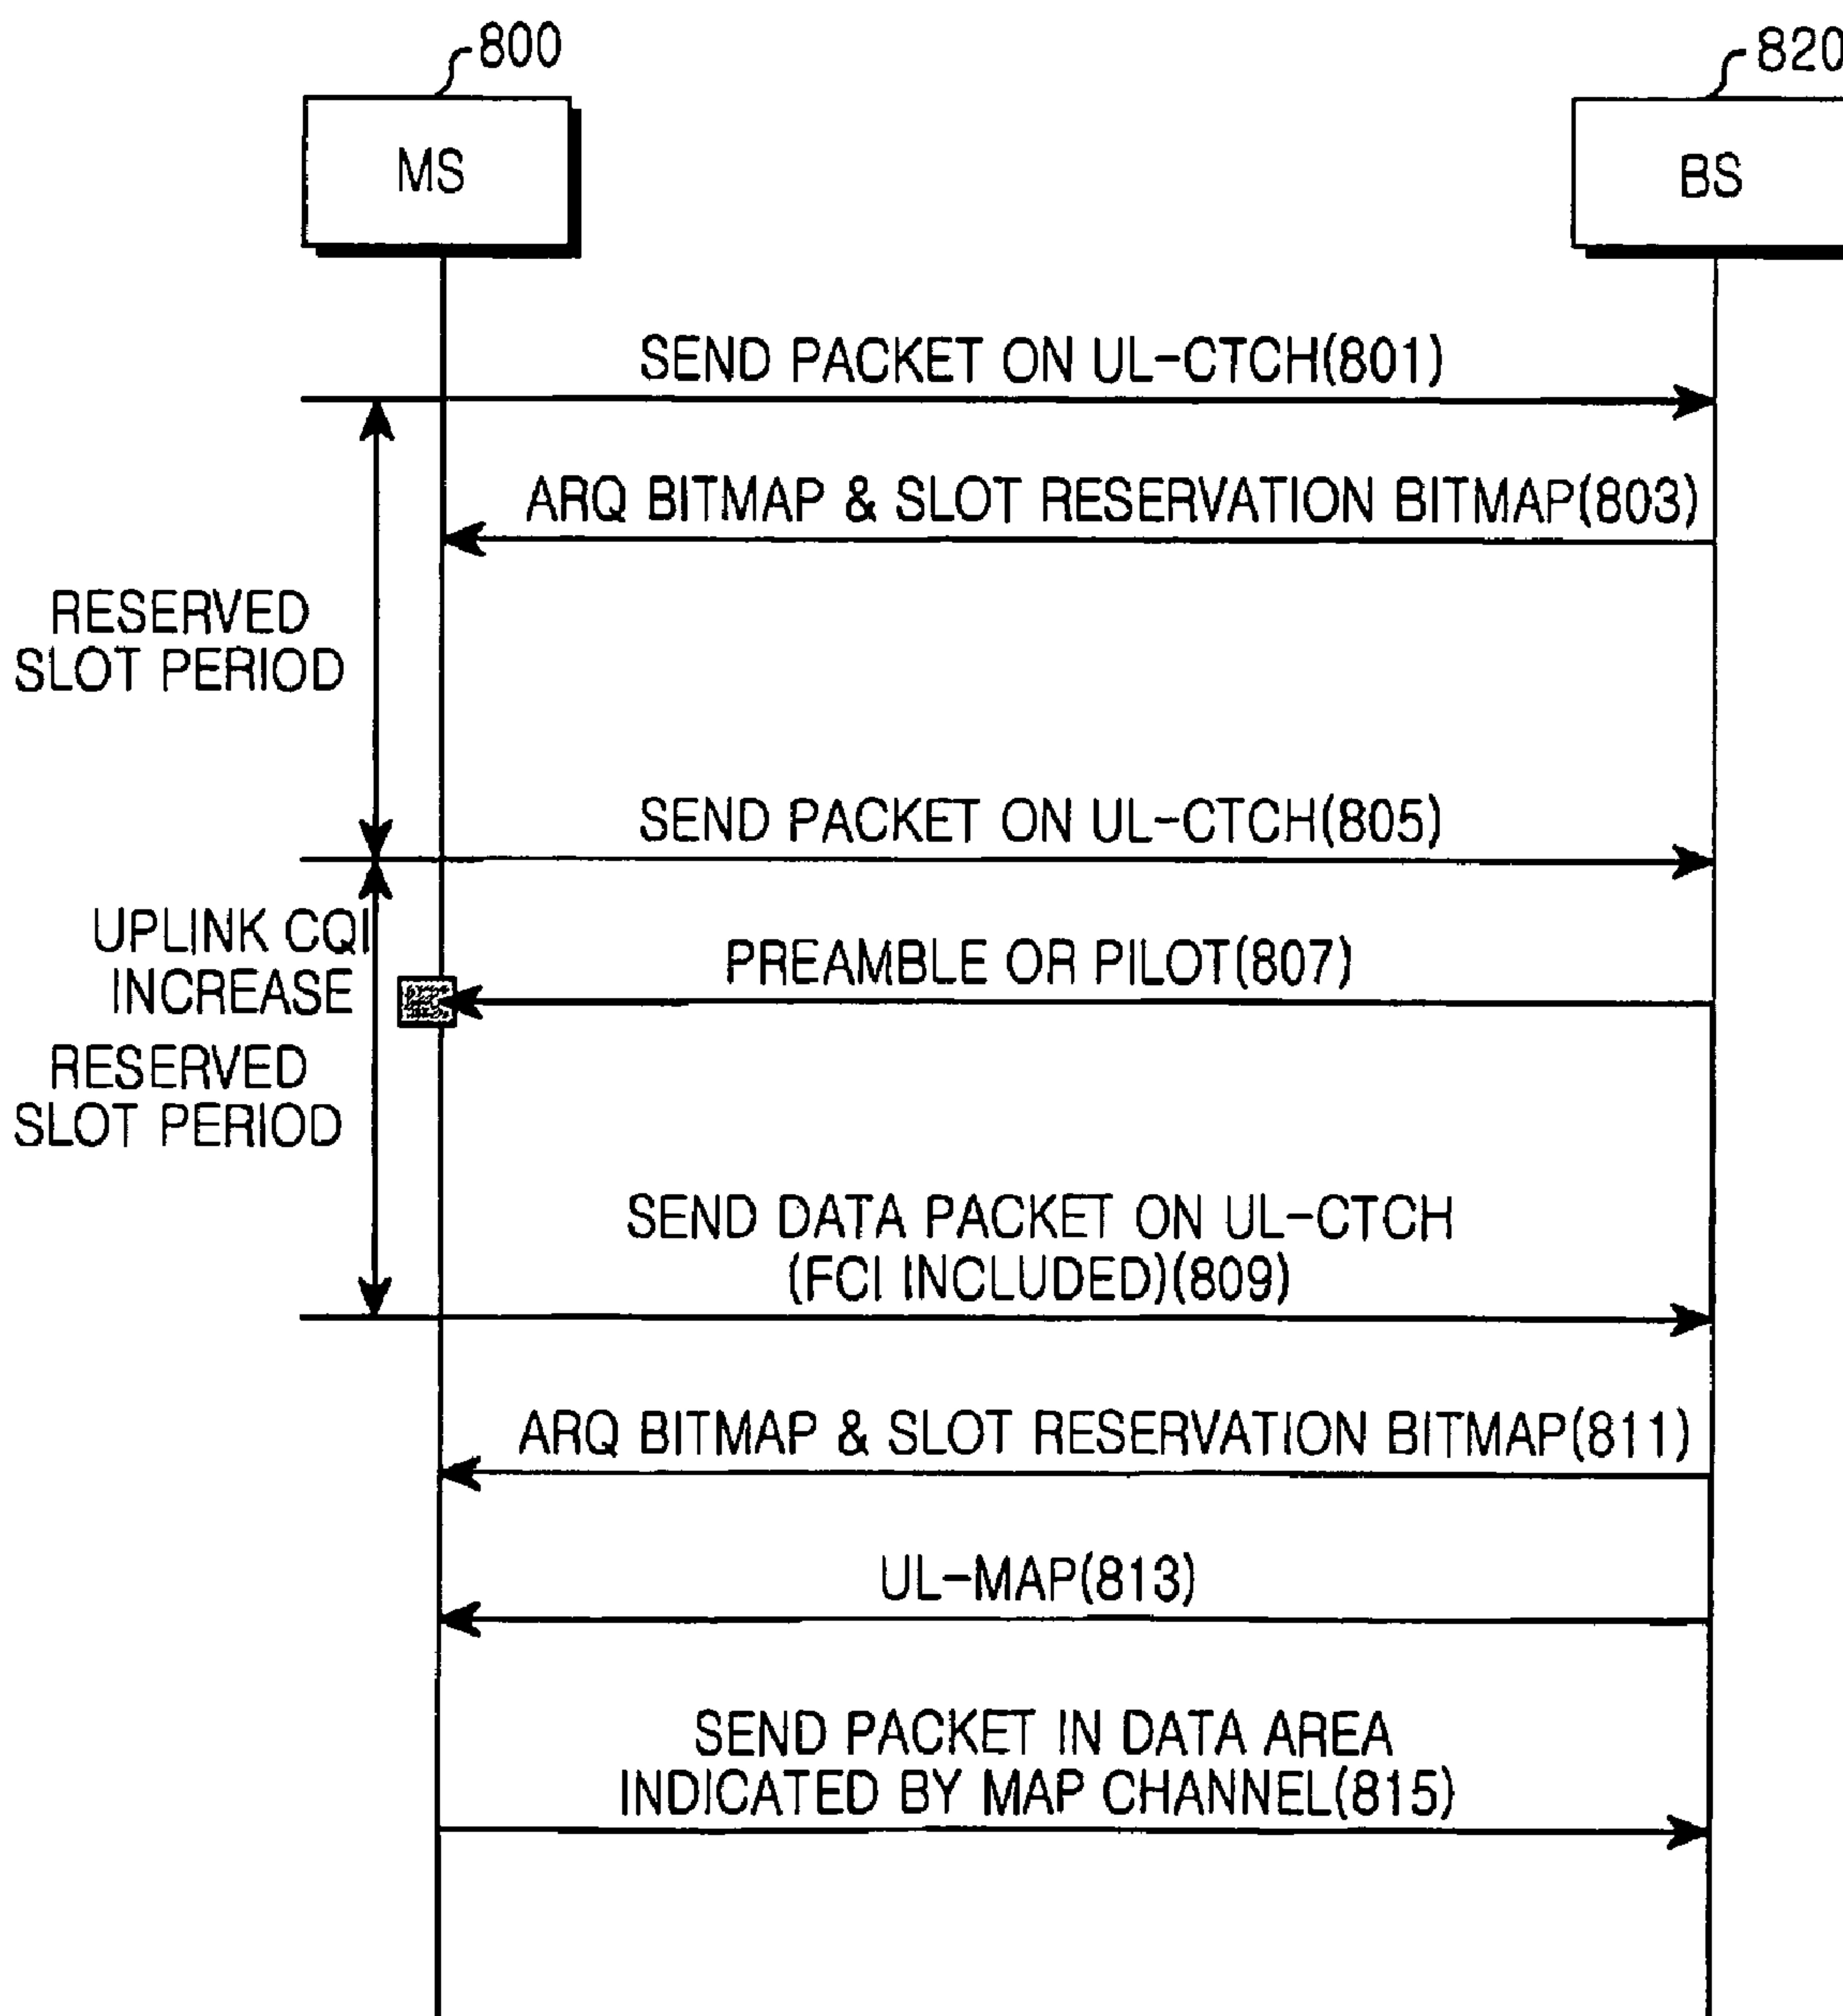 800
820
MS
BS
SEND PACKET ON UL-CTCH(801)
ARQ BITMAP & SLOT RESERVATION BITMAP(803)
RESERVED
SLOT PERIOD
SEND PACKET ON UL-CTCH(805)
UPLINK CQI
INCREASE
PREAMBLE OR PILOT(807)
RESERVED
SLOT PERIOD
SEND DATA PACKET ON UL-CTCH
(FCI INCLUDED)(809)
ARQ BITMAP & SLOT RESERVATION BITMAP(811)
UL-MAP(813)
SEND PACKET IN DATA AREA
INDICATED BY MAP CHANNEL(815)